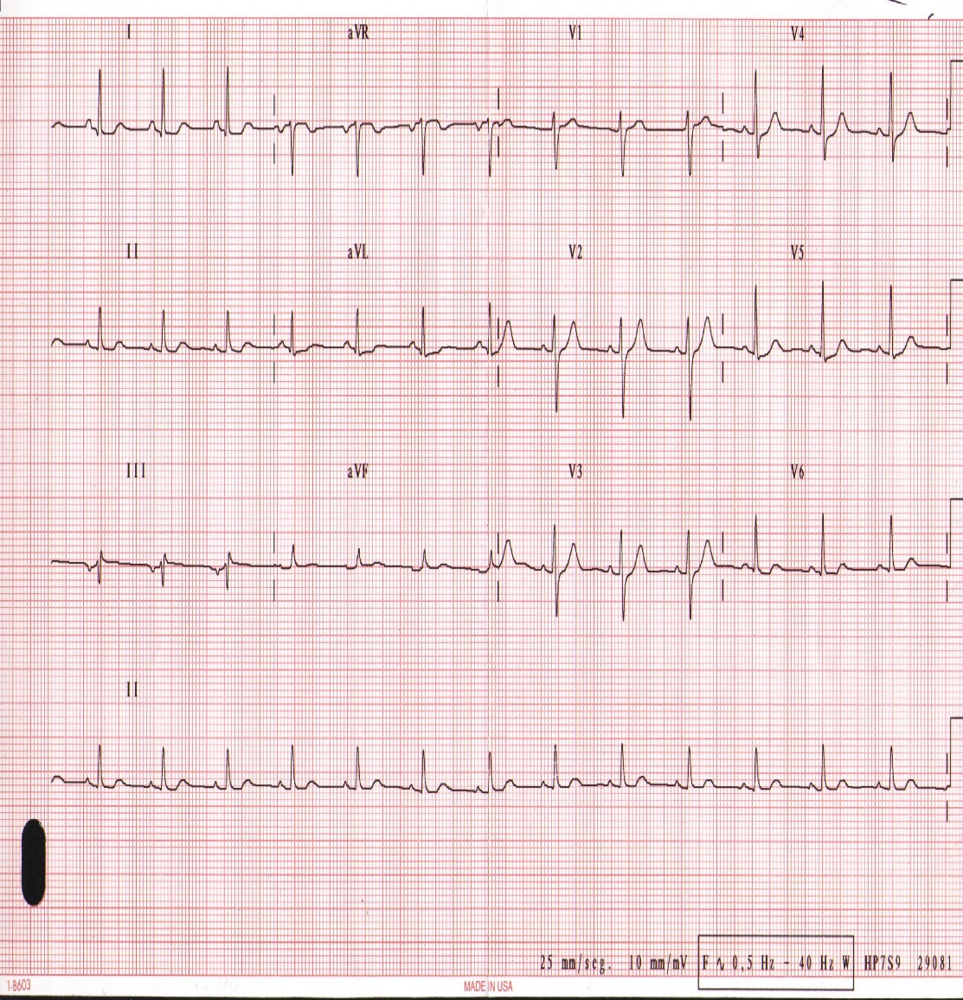 I aVR V1 V4
II aVL V2 V5
III aVF V3 V6
II
25 mm/seg. 10 mm/mV F ∿ 0,5 Hz - 40 Hz W HP7S9 29081
1-B603 MADE IN USA